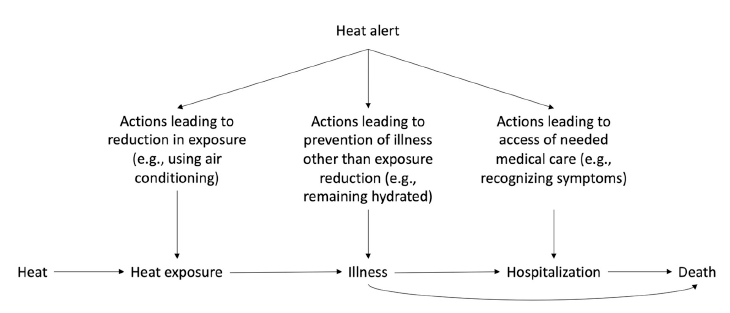 Heat alert
Actions leading to
reduction in exposure
(e.g., using air
conditioning)
Actions leading to
prevention of illness
other than exposure
reduction (e.g.,
remaining hydrated)
Actions leading to
access of needed
medical care (e.g.,
recognizing symptoms)
Heat
Heat exposure
Illness
Hospitalization
Death